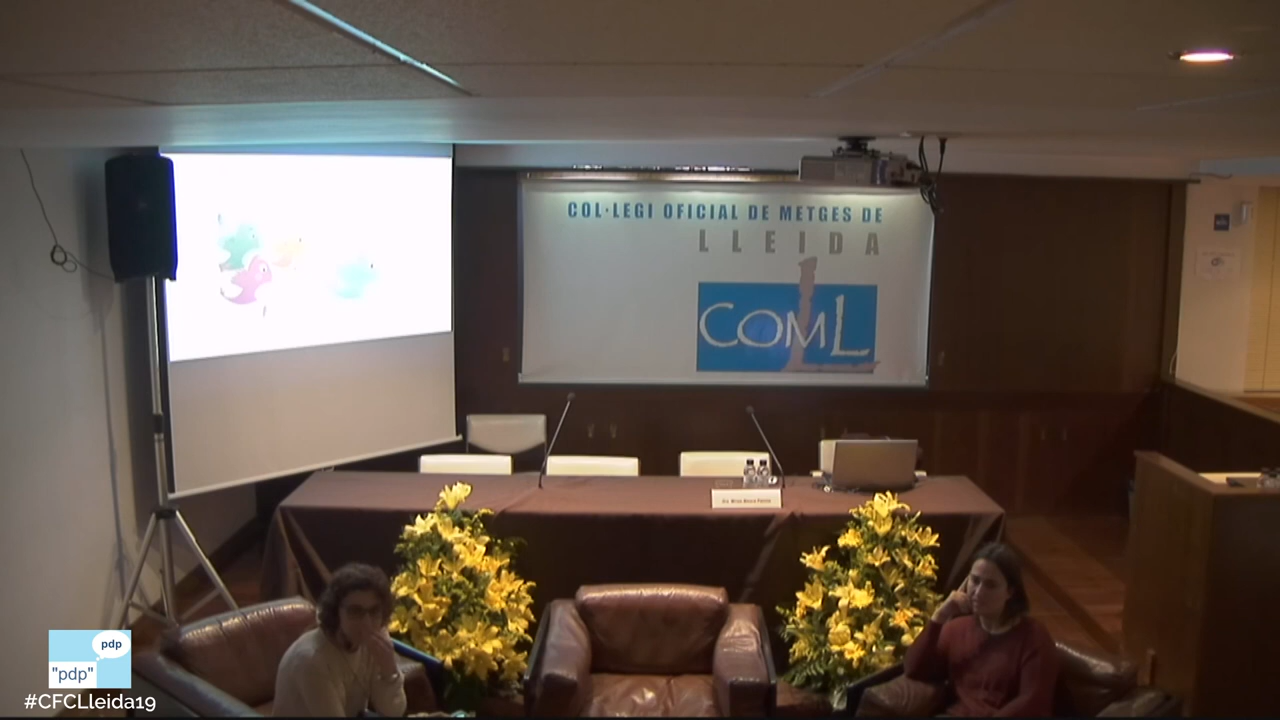 COL·LEGI OFICIAL DE METGES DE
LLEIDA
COML
pdp
"pdp"
#CFCLleida19